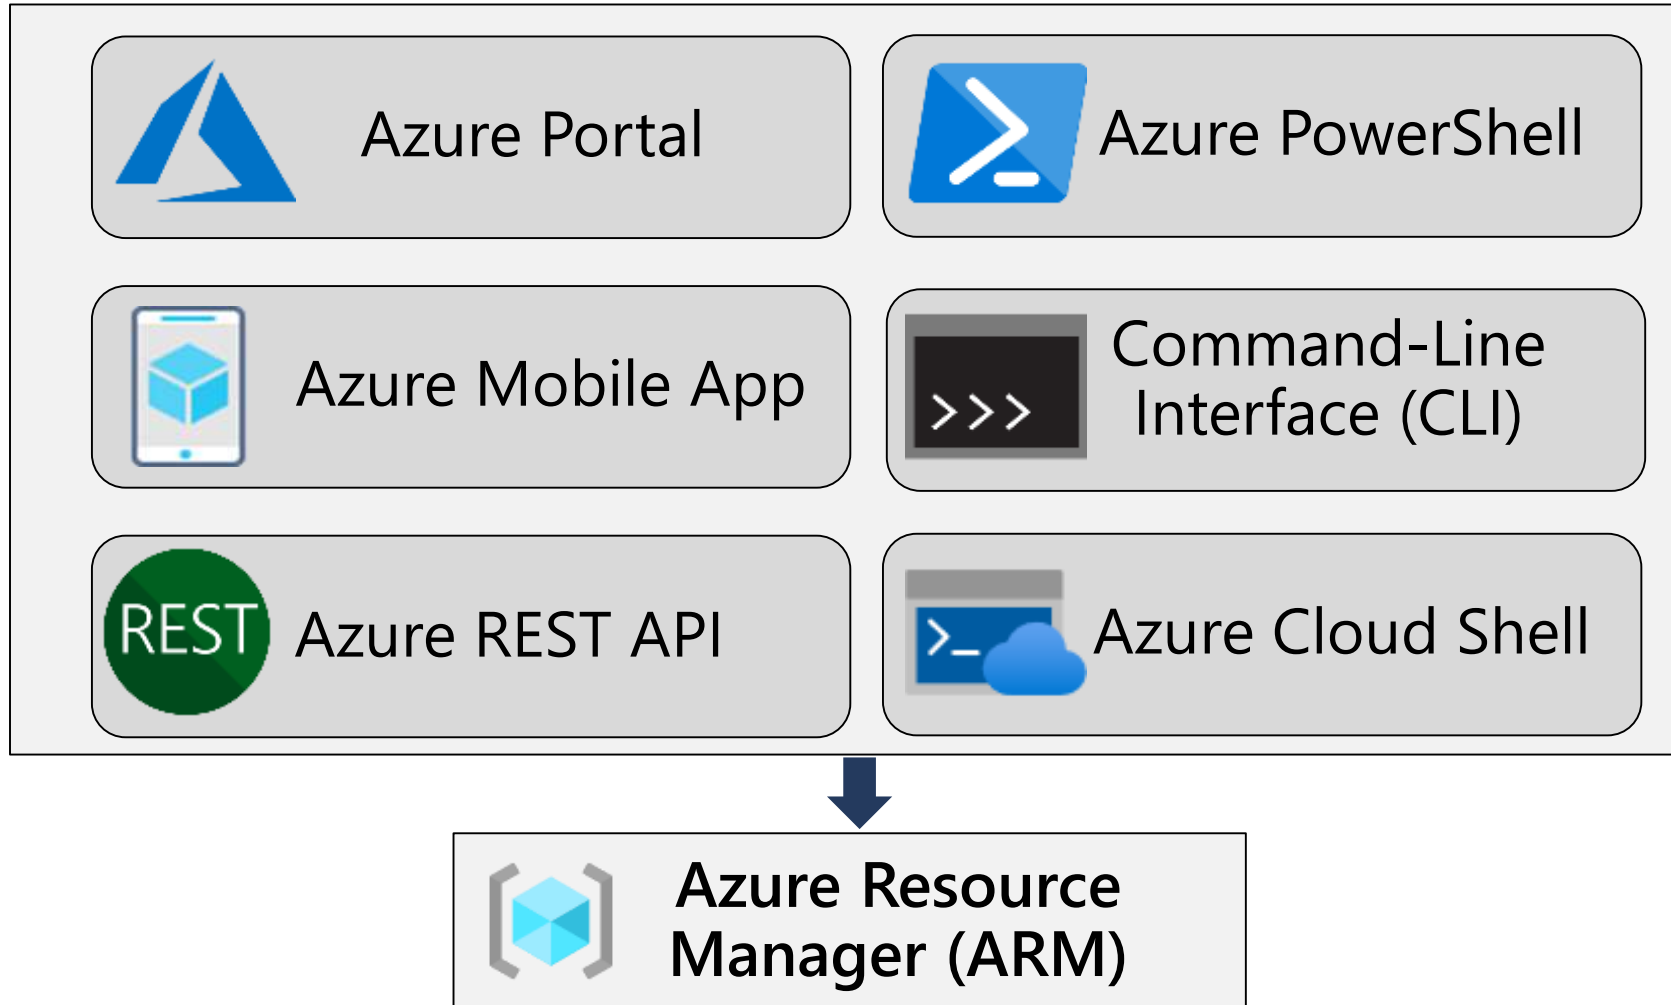 Azure Portal
Azure PowerShell
Azure Mobile App
>>>
Command-Line
Interface (CLI)
REST
Azure REST API
>_
Azure Cloud Shell
Azure Resource
Manager (ARM)